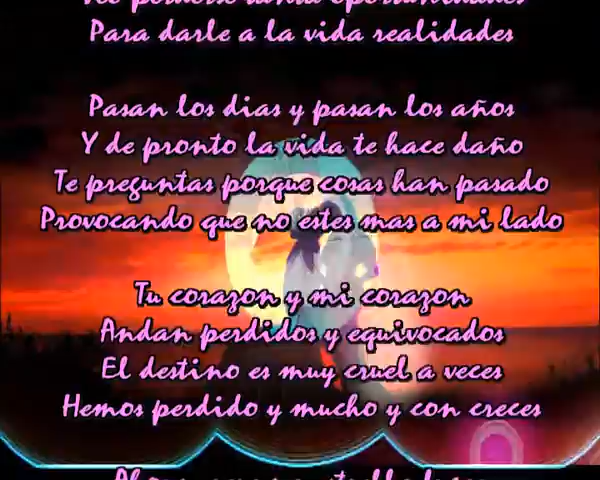 Para darle a la vida realidades
Pasan los dias y pasan los años
Y de pronto la vida te hace daño
Te preguntas porque cosas han pasado
Provocando que no estes mas a mi lado
Tu corazon y mi corazon
Andan perdidos y equivocados
El destino es muy cruel a veces
Hemos perdido y mucho y con creces